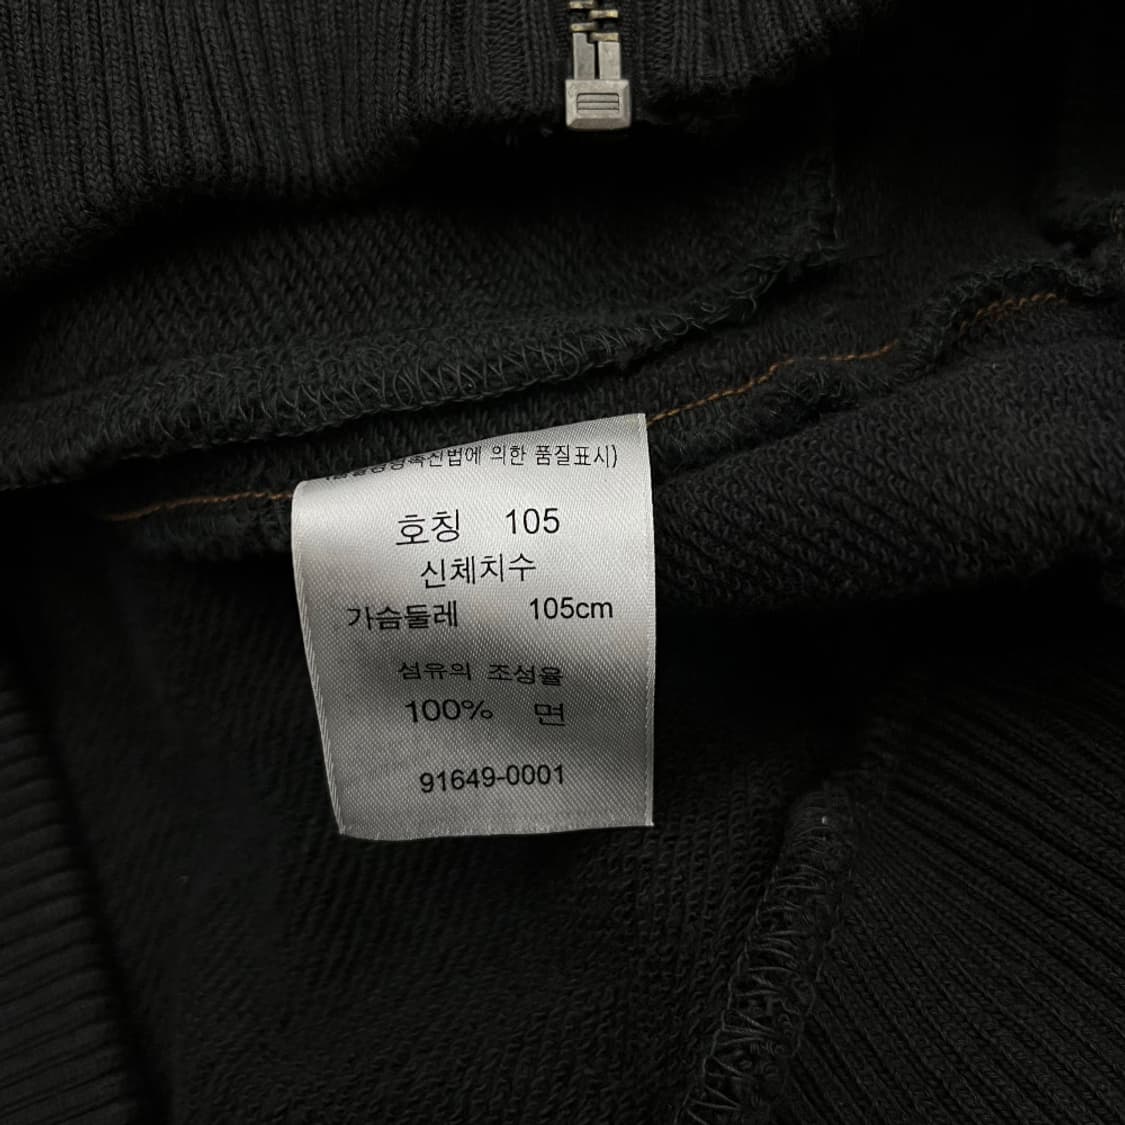 의한 품질표시)
호칭 105
신체치수
가슴둘레 105cm
섬유의 조성율
100% 면
91649-0001